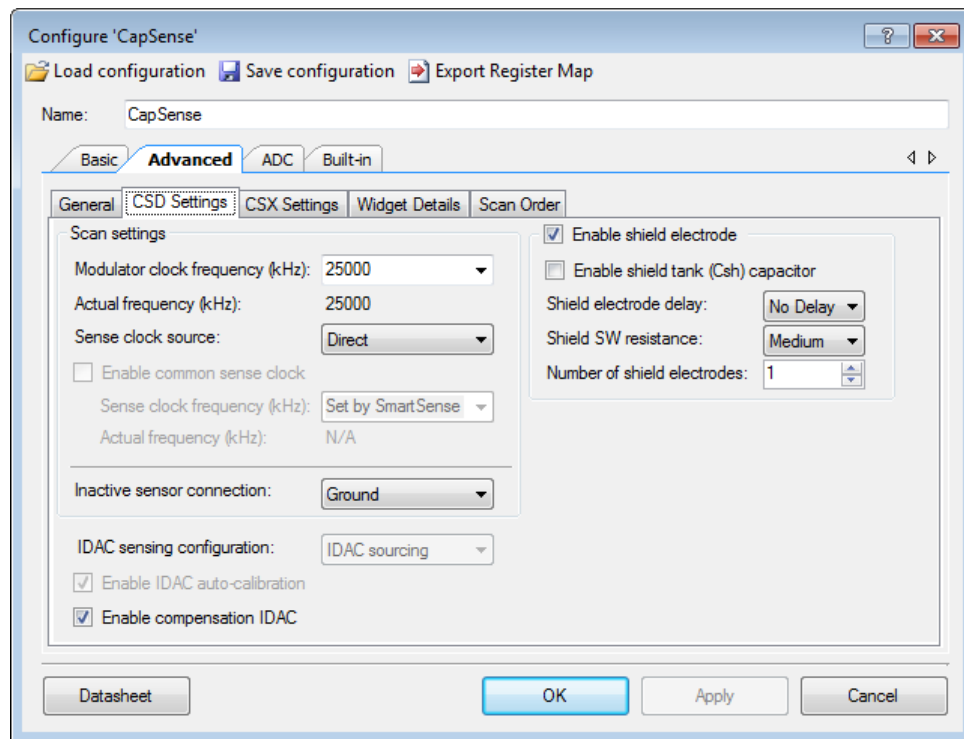 Configure 'CapSense'
Load configuration Save configuration Export Register Map
Name: CapSense
Basic Advanced ADC Built-in
General CSD Settings CSX Settings Widget Details Scan Order
Scan settings
Modulator clock frequency (kHz): 25000
Actual frequency (kHz): 25000
Sense clock source: Direct
Enable common sense clock
Sense clock frequency (kHz): Set by SmartSense
Actual frequency (kHz): N/A
Inactive sensor connection: Ground
IDAC sensing configuration: IDAC sourcing
Enable IDAC auto-calibration
Enable compensation IDAC
Enable shield electrode
Enable shield tank (Csh) capacitor
Shield electrode delay: No Delay
Shield SW resistance: Medium
Number of shield electrodes: 1
Datasheet OK Apply Cancel